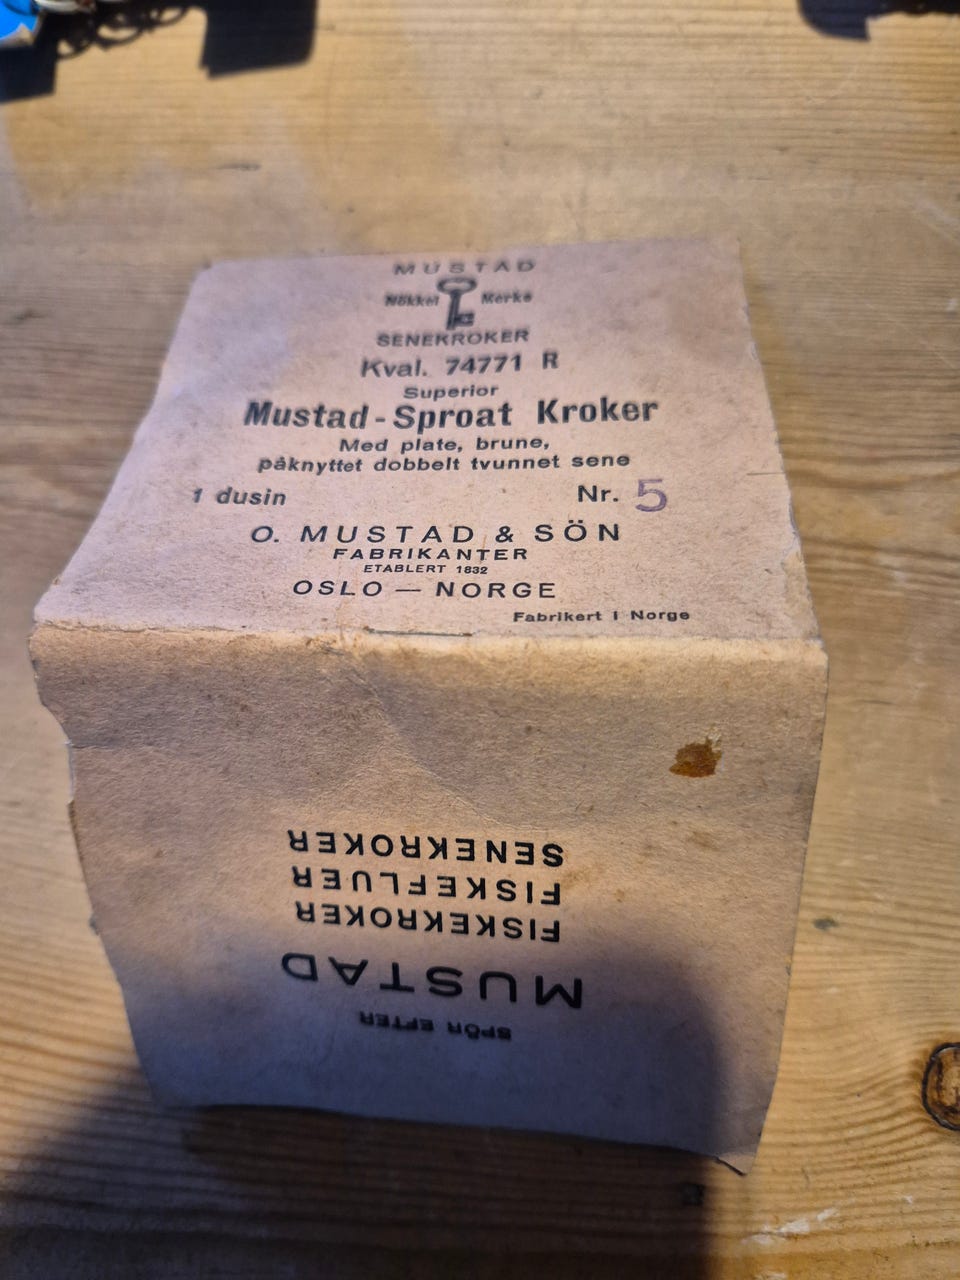 MUSTAD
Nökkel Merke
SENEKROKER
Kval. 74771 R
Superior
Mustad-Sproat Kroker
Med plate, brune,
påknyttet dobbelt tvunnet sene
1 dusin Nr. 5
O. MUSTAD & SÖN
FABRIKANTER
ETABLERT 1832
OSLO — NORGE
Fabrikert i Norge
SPÖR EFTER
MUSTAD
FISKEKROKER
FISKEFLUER
SENEKROKER